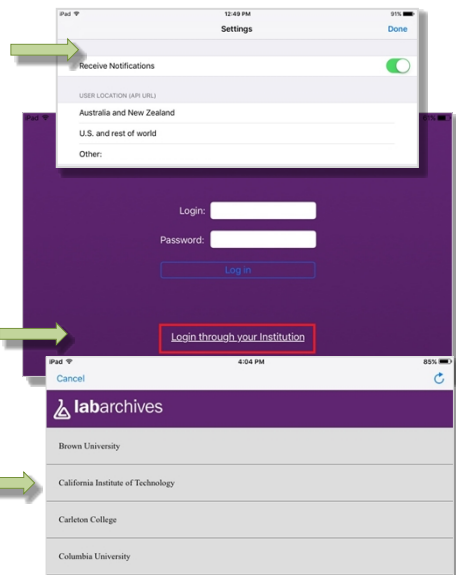 iPad 12:49 PM 91%
Settings Done
Receive Notifications
USER LOCATION (API URL)
Australia and New Zealand
U.S. and rest of world
Other:
iPad
Login:
Password:
Log in
Login through your Institution
iPad 4:04 PM 85%
Cancel
labarchives
Brown University
California Institute of Technology
Carleton College
Columbia University